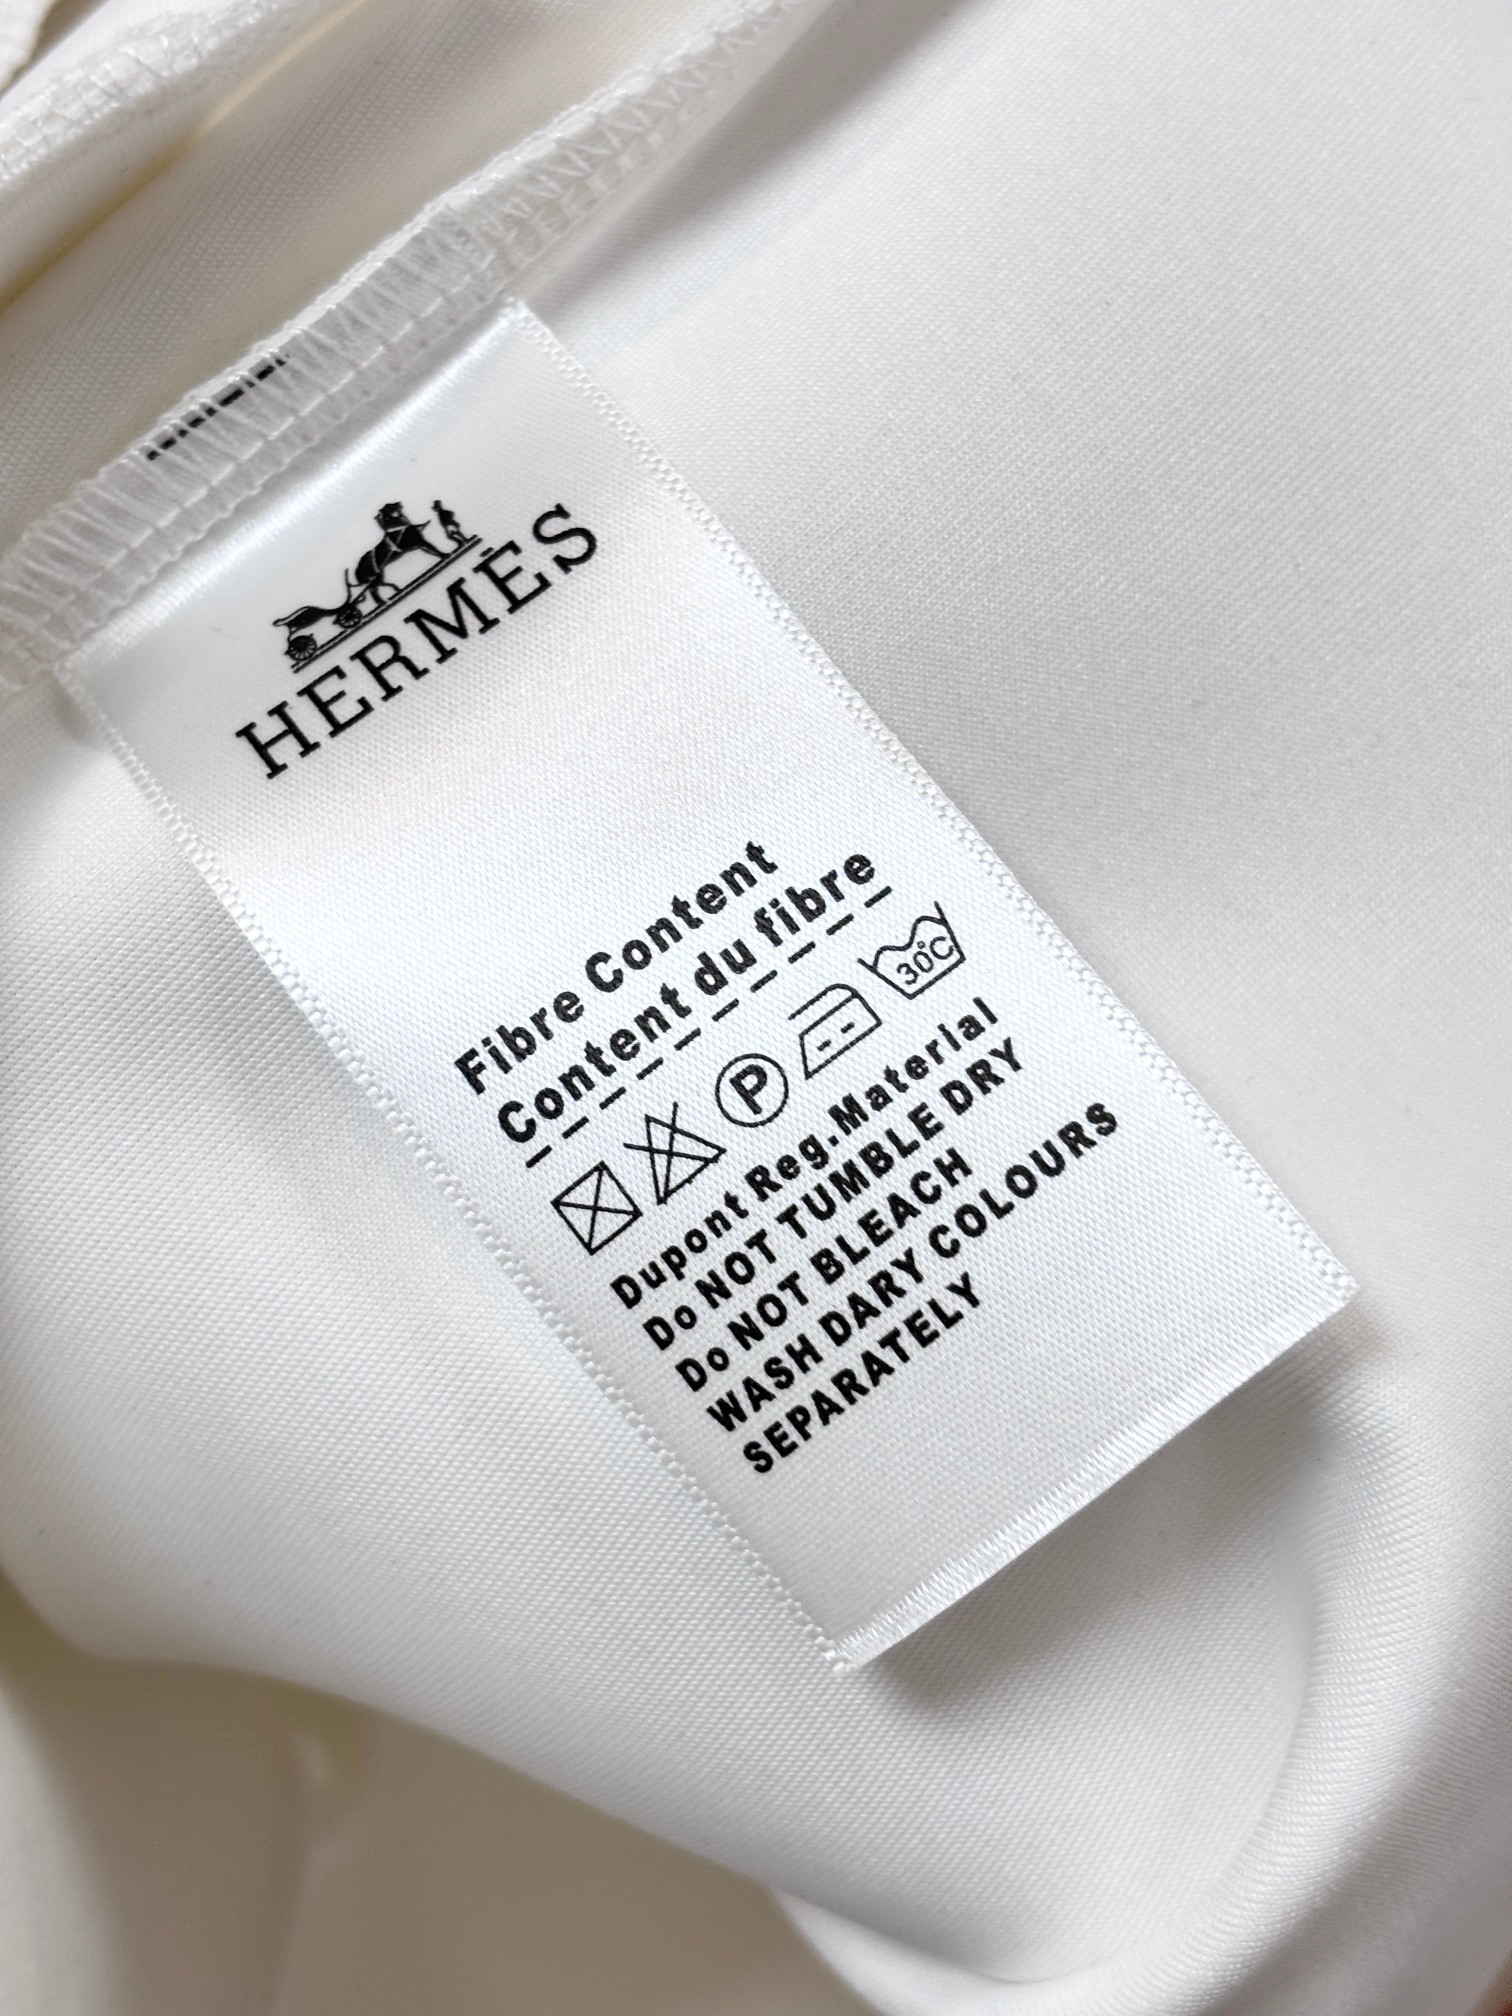 HERMÈS
Fibre Content
Content du fibre
30°C
P
Dupont Reg.Material
Do NOT TUMBLE DRY
Do NOT BLEACH
WASH DARY COLOURS
SEPARATELY